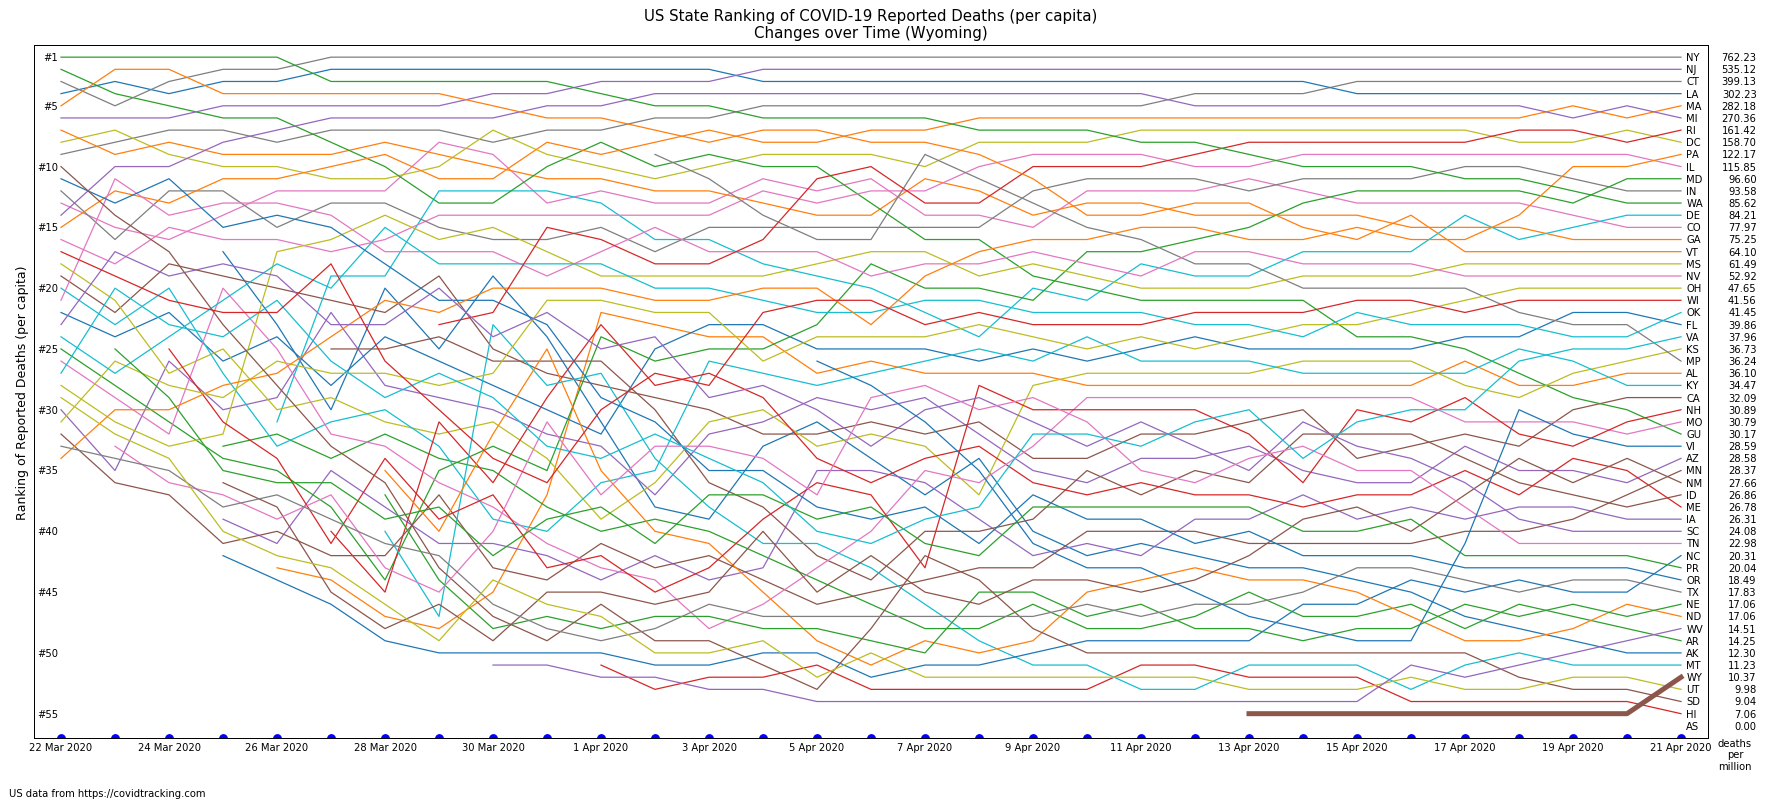 US State Ranking of COVID-19 Reported Deaths (per capita)
Changes over Time (Wyoming)
Ranking of Reported Deaths (per capita)
#1
#5
#10
#15
#20
#25
#30
#35
#40
#45
#50
#55
NY 762.23
NJ 535.12
CT 399.13
LA 302.23
MA 282.18
MI 270.36
RI 161.42
DC 158.70
PA 122.17
IL 115.85
MD 96.60
IN 93.58
WA 85.62
DE 84.21
CO 77.97
GA 75.25
VT 64.10
MS 61.49
NV 52.92
OH 47.65
WI 41.56
OK 41.45
FL 39.86
VA 37.96
KS 36.73
MP 36.24
AL 36.10
KY 34.47
CA 32.09
NH 30.89
MO 30.79
GU 30.17
VI 28.59
AZ 28.58
MN 28.37
NM 27.66
ID 26.86
ME 26.78
IA 26.31
SC 24.08
TN 22.98
NC 20.31
PR 20.04
OR 18.49
TX 17.83
NE 17.06
ND 17.06
WV 14.51
AR 14.25
AK 12.30
MT 11.23
WY 10.37
UT 9.98
SD 9.04
HI 7.06
AS 0.00
22 Mar 2020 24 Mar 2020 26 Mar 2020 28 Mar 2020 30 Mar 2020 1 Apr 2020 3 Apr 2020 5 Apr 2020 7 Apr 2020 9 Apr 2020 11 Apr 2020 13 Apr 2020 15 Apr 2020 17 Apr 2020 19 Apr 2020 21 Apr 2020
deaths
per
million
US data from https://covidtracking.com